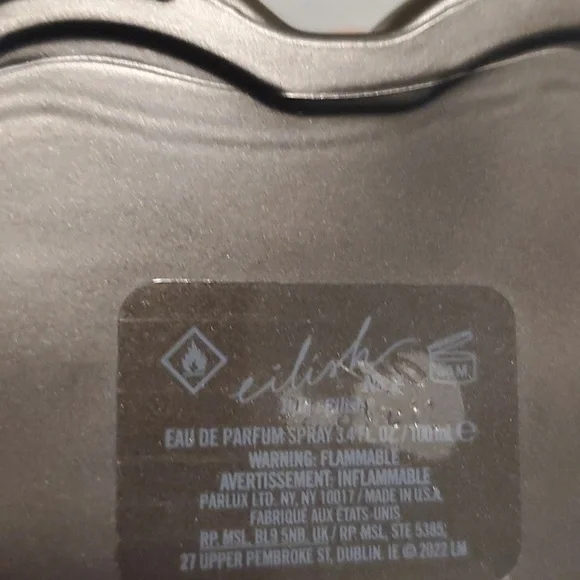 eilish
EAU DE PARFUM SPRAY 3.4 FL OZ / 100 mL e
WARNING: FLAMMABLE
AVERTISSEMENT: INFLAMMABLE
PARLUX LTD. NY, NY 10017 / MADE IN U.S.A.
FABRIQUÉ AUX ÉTATS-UNIS
RP: MSL, BL9 5NB, UK / RP: MSL, STE 5385;
27 UPPER PEMBROKE ST, DUBLIN. IE © 2022 LM